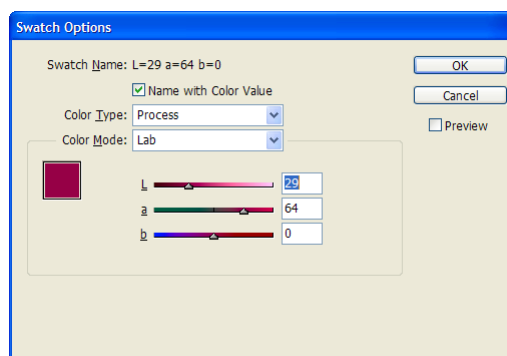 Swatch Options
Swatch Name: L=29 a=64 b=0
OK
Name with Color Value
Cancel
Color Type: Process
Preview
Color Mode: Lab
L 29
a 64
b 0